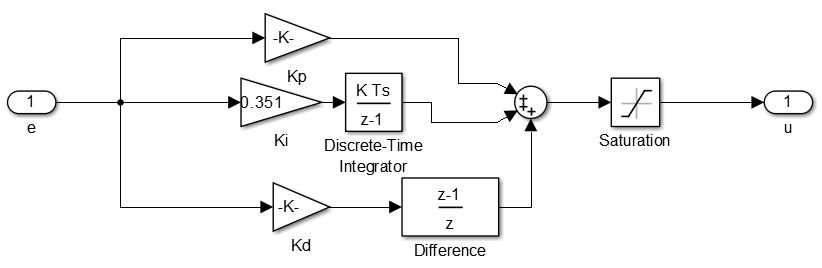 -K-
Kp
1
e
0.351
Ki
K Ts
z-1
Discrete-Time
Integrator
+
+
+
Saturation
1
u
-K-
Kd
z-1
z
Difference